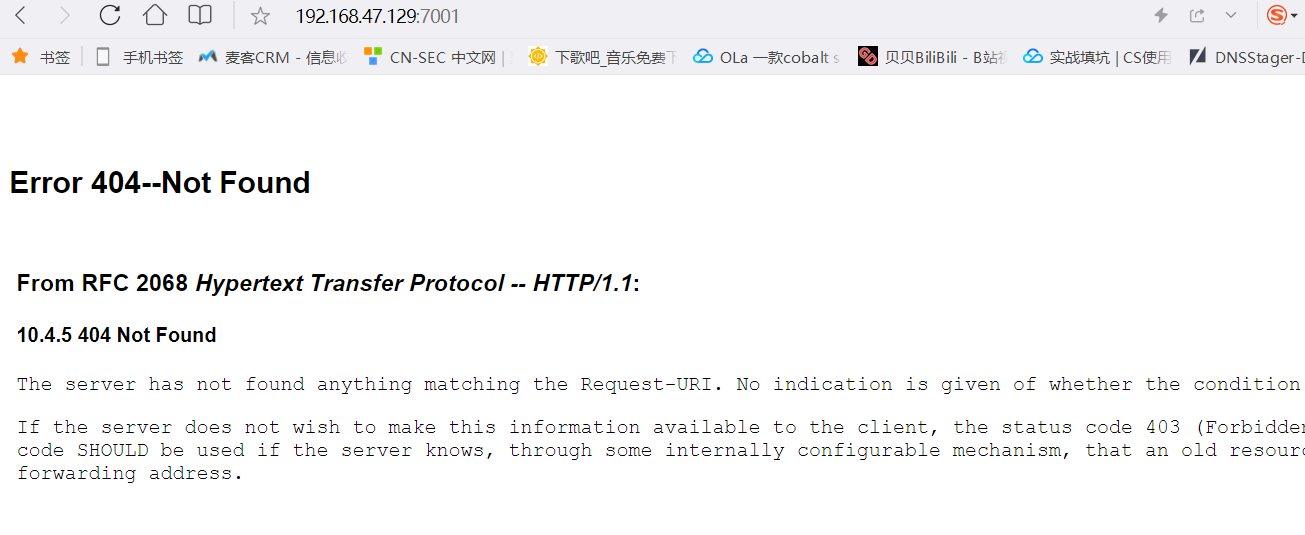 192.168.47.129:7001
书签 手机书签 麦客CRM - 信息收 CN-SEC 中文网 | 下歌吧_音乐免费下 OLa 一款cobalt s 贝贝BiliBili - B站视 实战填坑 | CS使用 DNSStager-D
Error 404--Not Found
From RFC 2068 Hypertext Transfer Protocol -- HTTP/1.1:
10.4.5 404 Not Found
The server has not found anything matching the Request-URI. No indication is given of whether the condition
If the server does not wish to make this information available to the client, the status code 403 (Forbidden
code SHOULD be used if the server knows, through some internally configurable mechanism, that an old resourc
forwarding address.